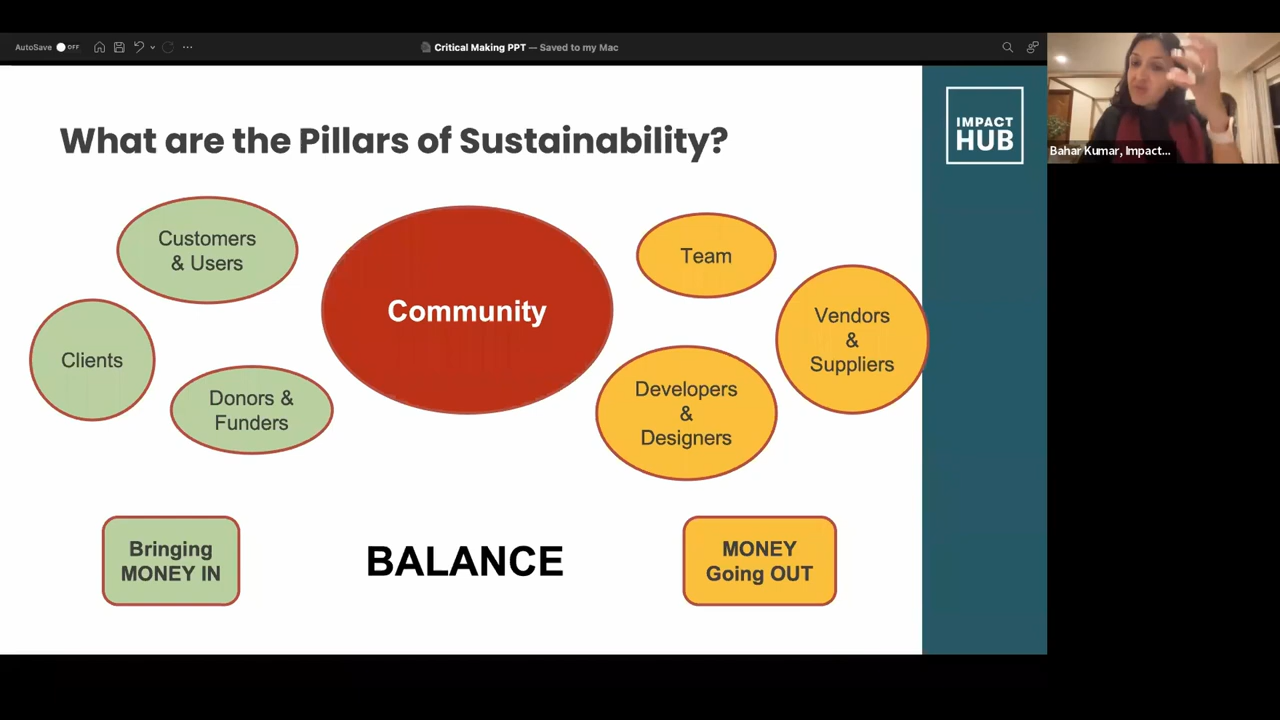 AutoSave OFF
Critical Making PPT — Saved to my Mac
What are the Pillars of Sustainability?
IMPACT
HUB
Bahar Kumar, Impact...
Customers
& Users
Community
Team
Clients
Vendors
&
Suppliers
Donors &
Funders
Developers
&
Designers
Bringing
MONEY IN
BALANCE
MONEY
Going OUT